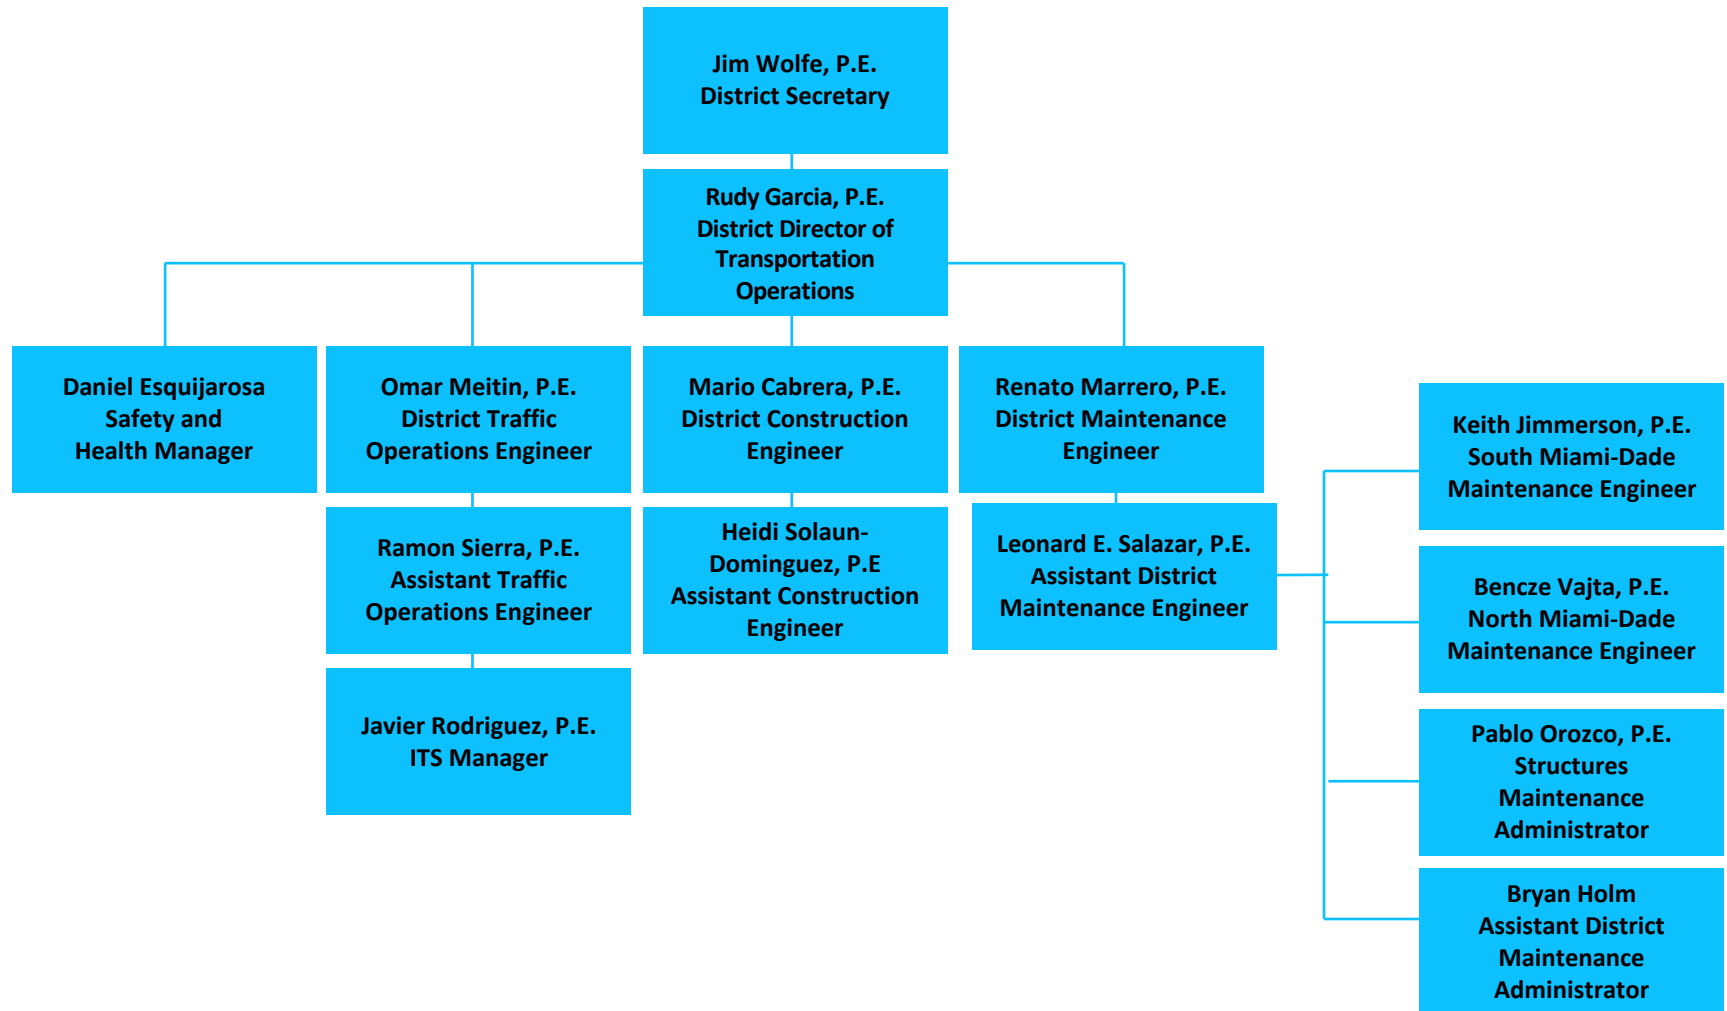 Jim Wolfe, P.E.
District Secretary
Rudy Garcia, P.E.
District Director of
Transportation
Operations
Daniel Esquijarosa
Safety and
Health Manager
Omar Meitin, P.E.
District Traffic
Operations Engineer
Mario Cabrera, P.E.
District Construction
Engineer
Renato Marrero, P.E.
District Maintenance
Engineer
Ramon Sierra, P.E.
Assistant Traffic
Operations Engineer
Heidi Solaun-
Dominguez, P.E
Assistant Construction
Engineer
Leonard E. Salazar, P.E.
Assistant District
Maintenance Engineer
Javier Rodriguez, P.E.
ITS Manager
Keith Jimmerson, P.E.
South Miami-Dade
Maintenance Engineer
Bencze Vajta, P.E.
North Miami-Dade
Maintenance Engineer
Pablo Orozco, P.E.
Structures
Maintenance
Administrator
Bryan Holm
Assistant District
Maintenance
Administrator